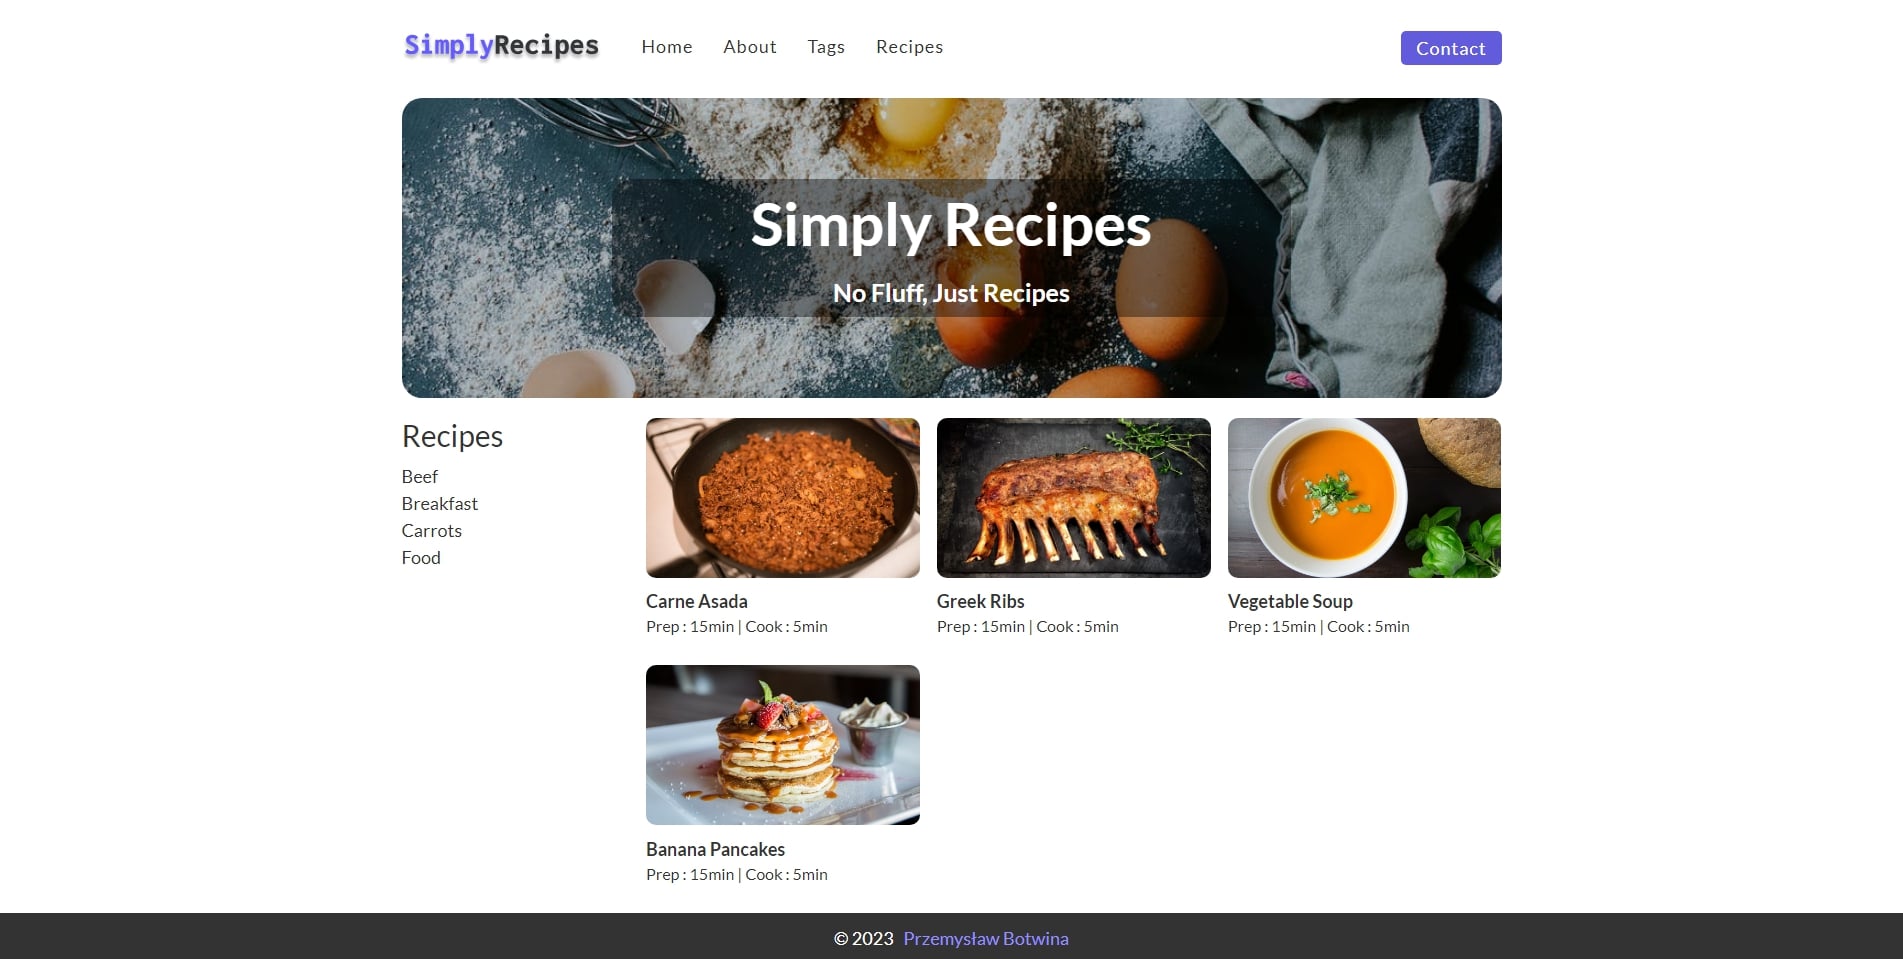 SimplyRecipes
Home About Tags Recipes
Contact
Simply Recipes
No Fluff, Just Recipes
Recipes
Beef
Breakfast
Carrots
Food
Carne Asada
Prep : 15min | Cook : 5min
Greek Ribs
Prep : 15min | Cook : 5min
Vegetable Soup
Prep : 15min | Cook : 5min
Banana Pancakes
Prep : 15min | Cook : 5min
© 2023 Przemysław Botwina